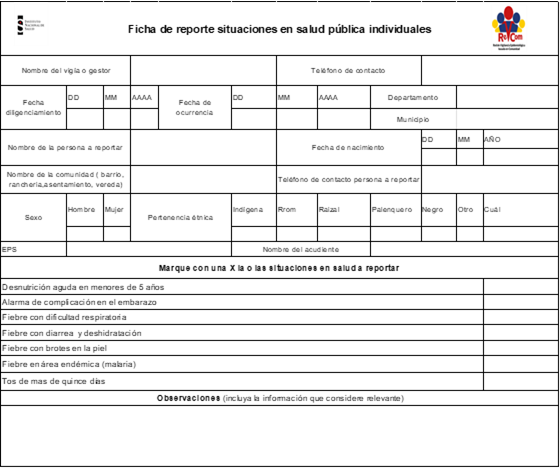 Instituto
Nacional de
Salud
Ficha de reporte situaciones en salud pública individuales
ReVCom
Nombre del vigía o gestor
Teléfono de contacto
Fecha
diligenciamiento
DD MM AAAA
Fecha de
ocurrencia
DD MM AAAA
Departamento
Municipio
Nombre de la persona a reportar
Fecha de nacimiento
DD MM AÑO
Nombre de la comunidad ( barrio,
rancheria,asentamiento, vereda)
Teléfono de contacto persona a reportar
Sexo
Hombre Mujer
Pertenencia étnica
Indígena Rrom Raizal Palenquero Negro Otro Cuál
EPS
Nombre del acudiente
Marque con una X la o las situaciones en salud a reportar
Desnutrición aguda en menores de 5 años
Alarma de complicación en el embarazo
Fiebre con dificultad respiratoria
Fiebre con diarrea y deshidratación
Fiebre con brotes en la piel
Fiebre en área endémica (malaria)
Tos de mas de quince días
Observaciones (incluya la información que considere relevante)